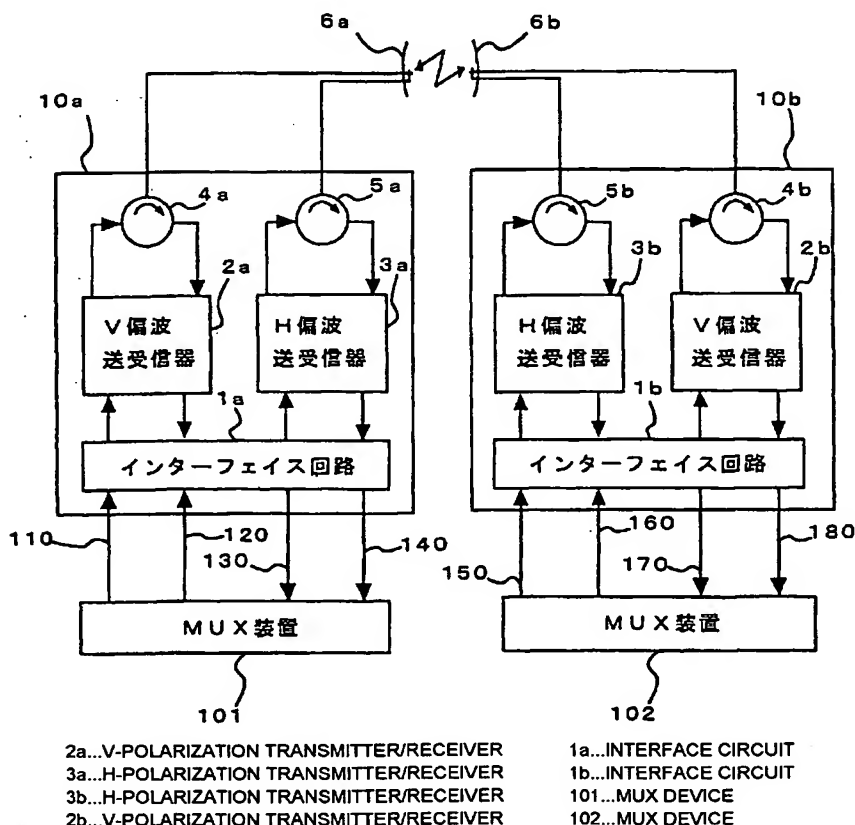 6a 6b
10a 10b
4a 5a 5b 4b
2a 3a 3b 2b
V偏波
送受信器
H偏波
送受信器
H偏波
送受信器
V偏波
送受信器
1a 1b
インターフェイス回路 インターフェイス回路
110 120 130 140 150 160 170 180
MUX装置 MUX装置
101 102
2a...V-POLARIZATION TRANSMITTER/RECEIVER 1a...INTERFACE CIRCUIT
3a...H-POLARIZATION TRANSMITTER/RECEIVER 1b...INTERFACE CIRCUIT
3b...H-POLARIZATION TRANSMITTER/RECEIVER 101...MUX DEVICE
2b...V-POLARIZATION TRANSMITTER/RECEIVER 102...MUX DEVICE